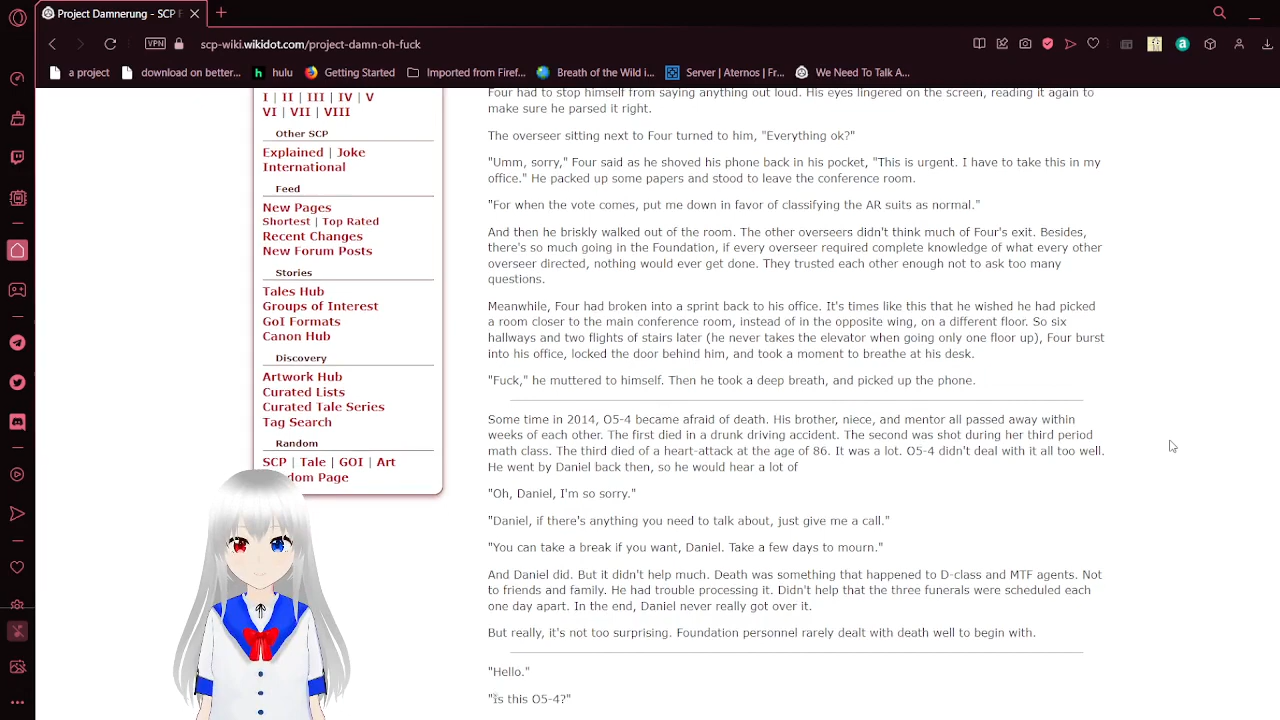 Project Damnerung - SCP F
VPN
scp-wiki.wikidot.com/project-damn-oh-fuck
a project
download on better...
hulu
Getting Started
Imported from Firef...
Breath of the Wild i...
Server | Aternos | Fr...
We Need To Talk A...
I | II | III | IV | V
VI | VII | VIII
Other SCP
Explained | Joke
International
Feed
New Pages
Shortest | Top Rated
Recent Changes
New Forum Posts
Stories
Tales Hub
Groups of Interest
GoI Formats
Canon Hub
Discovery
Artwork Hub
Curated Lists
Curated Tale Series
Tag Search
Random
SCP | Tale | GOI | Art
dom Page
Four had to stop himself from saying anything out loud. His eyes lingered on the screen, reading it again to
make sure he parsed it right.
The overseer sitting next to Four turned to him, "Everything ok?"
"Umm, sorry," Four said as he shoved his phone back in his pocket, "This is urgent. I have to take this in my
office." He packed up some papers and stood to leave the conference room.
"For when the vote comes, put me down in favor of classifying the AR suits as normal."
And then he briskly walked out of the room. The other overseers didn't think much of Four's exit. Besides,
there's so much going in the Foundation, if every overseer required complete knowledge of what every other
overseer directed, nothing would ever get done. They trusted each other enough not to ask too many
questions.
Meanwhile, Four had broken into a sprint back to his office. It's times like this that he wished he had picked
a room closer to the main conference room, instead of in the opposite wing, on a different floor. So six
hallways and two flights of stairs later (he never takes the elevator when going only one floor up), Four burst
into his office, locked the door behind him, and took a moment to breathe at his desk.
"Fuck," he muttered to himself. Then he took a deep breath, and picked up the phone.
Some time in 2014, O5-4 became afraid of death. His brother, niece, and mentor all passed away within
weeks of each other. The first died in a drunk driving accident. The second was shot during her third period
math class. The third died of a heart-attack at the age of 86. It was a lot. O5-4 didn't deal with it all too well.
He went by Daniel back then, so he would hear a lot of
"Oh, Daniel, I'm so sorry."
"Daniel, if there's anything you need to talk about, just give me a call."
"You can take a break if you want, Daniel. Take a few days to mourn."
And Daniel did. But it didn't help much. Death was something that happened to D-class and MTF agents. Not
to friends and family. He had trouble processing it. Didn't help that the three funerals were scheduled each
one day apart. In the end, Daniel never really got over it.
But really, it's not too surprising. Foundation personnel rarely dealt with death well to begin with.
"Hello."
"Is this O5-4?"